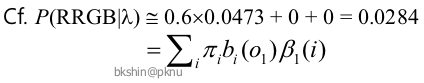 Cf. P(RRGB|λ) ≅ 0.6×0.0473 + 0 + 0 = 0.0284
= ∑ᵢ πᵢbᵢ(o₁)β₁(i)
bkshin@pknu